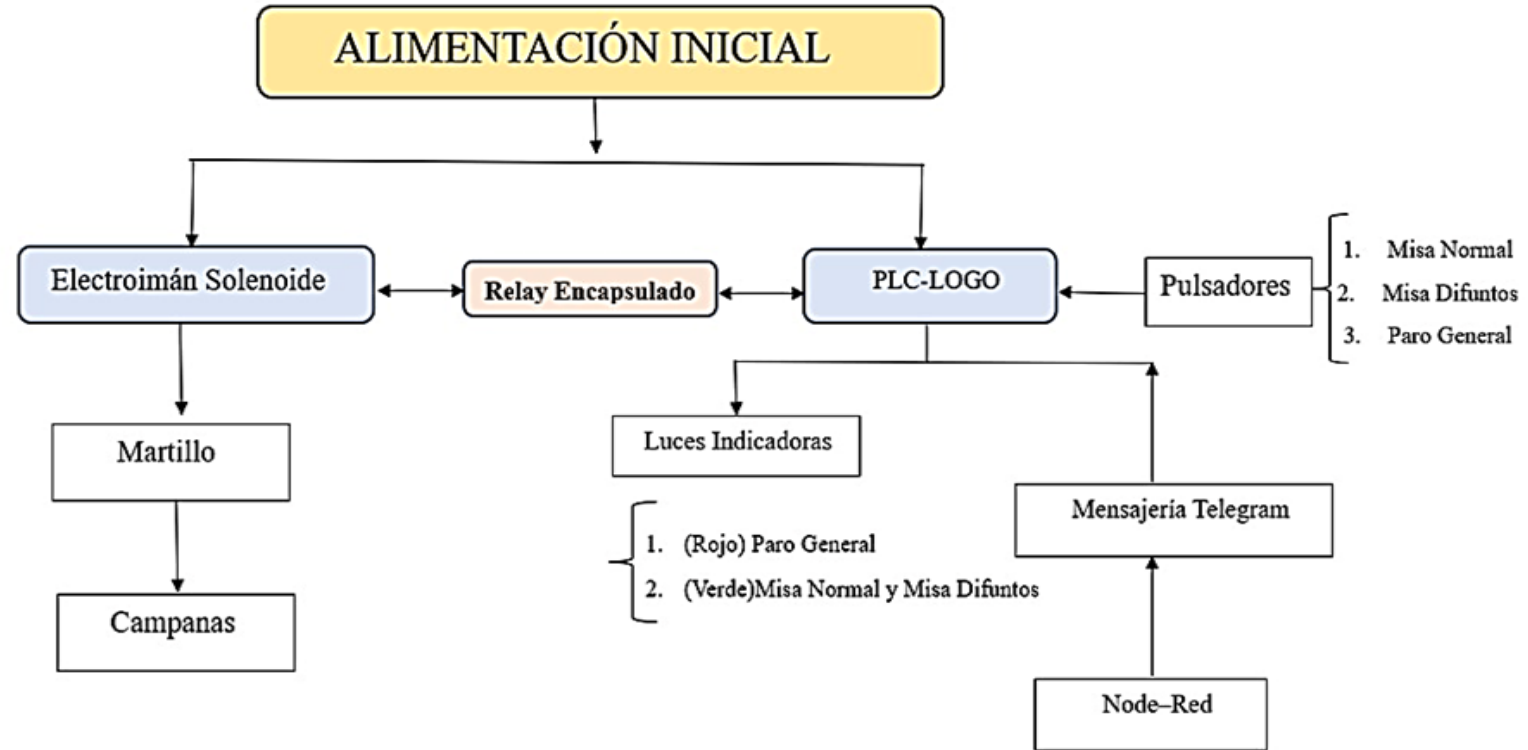 ALIMENTACIÓN INICIAL
Electroimán Solenoide
Relay Encapsulado
PLC-LOGO
Pulsadores
1. Misa Normal
2. Misa Difuntos
3. Paro General
Martillo
Luces Indicadoras
Mensajería Telegram
1. (Rojo) Paro General
2. (Verde)Misa Normal y Misa Difuntos
Campanas
Node–Red